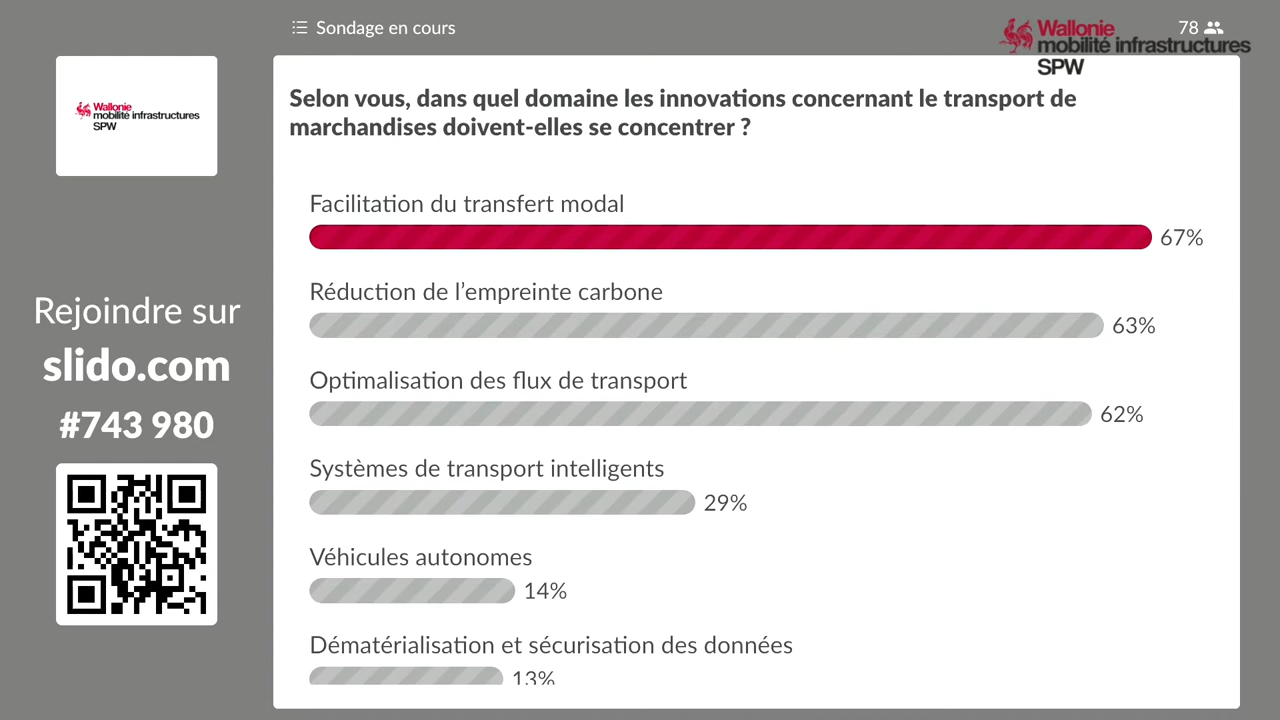 Sondage en cours
78
Wallonie
mobilité infrastructures
SPW
Wallonie
mobilité infrastructures
SPW
Rejoindre sur
slido.com
#743 980
Selon vous, dans quel domaine les innovations concernant le transport de
marchandises doivent-elles se concentrer ?
Facilitation du transfert modal
67%
Réduction de l'empreinte carbone
63%
Optimalisation des flux de transport
62%
Systèmes de transport intelligents
29%
Véhicules autonomes
14%
Dématérialisation et sécurisation des données
13%